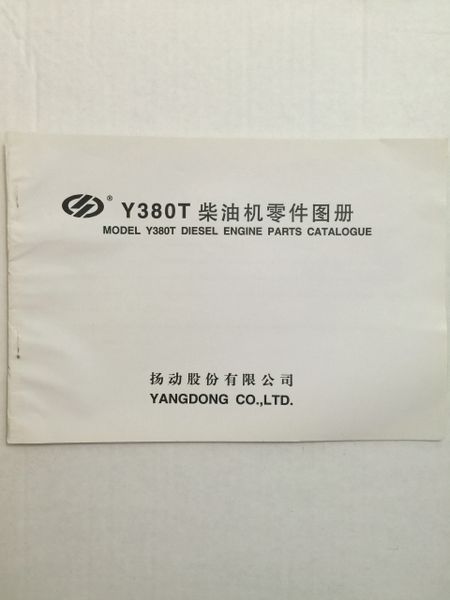 ® Y380T 柴油机零件图册
MODEL Y380T DIESEL ENGINE PARTS CATALOGUE
扬动股份有限公司
YANGDONG CO.,LTD.